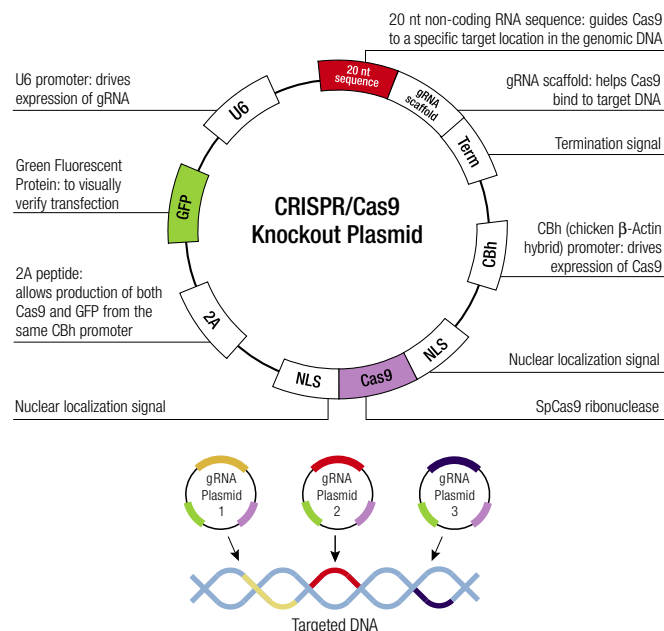 20 nt non-coding RNA sequence: guides Cas9
to a specific target location in the genomic DNA
U6 promoter: drives
expression of gRNA
20 nt
sequence
gRNA
scaffold
gRNA scaffold: helps Cas9
bind to target DNA
U6
Term
Termination signal
Green Fluorescent
Protein: to visually
verify transfection
GFP
CRISPR/Cas9
Knockout Plasmid
CBh
CBh (chicken β-Actin
hybrid) promoter: drives
expression of Cas9
2A peptide:
allows production of both
Cas9 and GFP from the
same CBh promoter
2A
NLS
Cas9
NLS
Nuclear localization signal
Nuclear localization signal
SpCas9 ribonuclease
gRNA
Plasmid
1
gRNA
Plasmid
2
gRNA
Plasmid
3
Targeted DNA